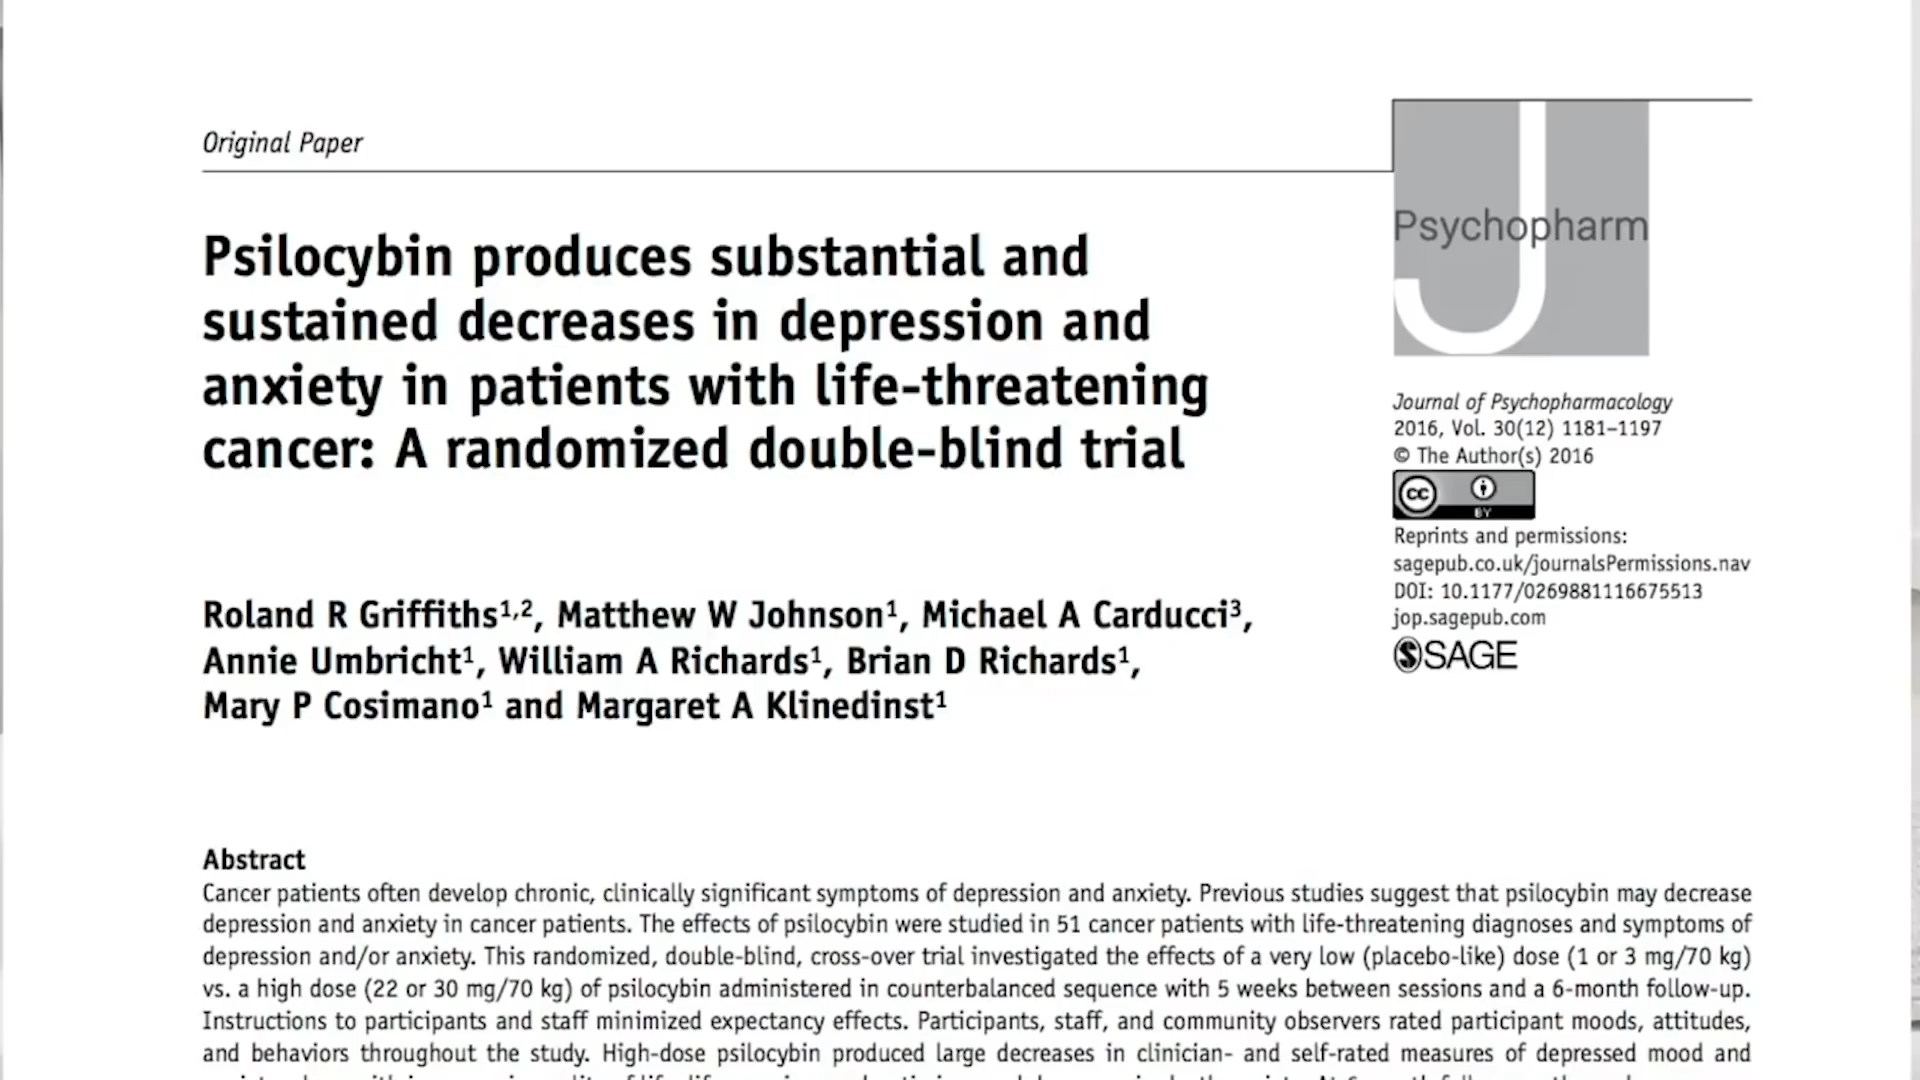 Original Paper
Psilocybin produces substantial and
sustained decreases in depression and
anxiety in patients with life-threatening
cancer: A randomized double-blind trial
Psychopharm
Journal of Psychopharmacology
2016, Vol. 30(12) 1181–1197
© The Author(s) 2016
cc BY
Reprints and permissions:
sagepub.co.uk/journalsPermissions.nav
DOI: 10.1177/0269881116675513
jop.sagepub.com
SAGE
Roland R Griffiths1,2, Matthew W Johnson1, Michael A Carducci3,
Annie Umbricht1, William A Richards1, Brian D Richards1,
Mary P Cosimano1 and Margaret A Klinedinst1
Abstract
Cancer patients often develop chronic, clinically significant symptoms of depression and anxiety. Previous studies suggest that psilocybin may decrease
depression and anxiety in cancer patients. The effects of psilocybin were studied in 51 cancer patients with life-threatening diagnoses and symptoms of
depression and/or anxiety. This randomized, double-blind, cross-over trial investigated the effects of a very low (placebo-like) dose (1 or 3 mg/70 kg)
vs. a high dose (22 or 30 mg/70 kg) of psilocybin administered in counterbalanced sequence with 5 weeks between sessions and a 6-month follow-up.
Instructions to participants and staff minimized expectancy effects. Participants, staff, and community observers rated participant moods, attitudes,
and behaviors throughout the study. High-dose psilocybin produced large decreases in clinician- and self-rated measures of depressed mood and